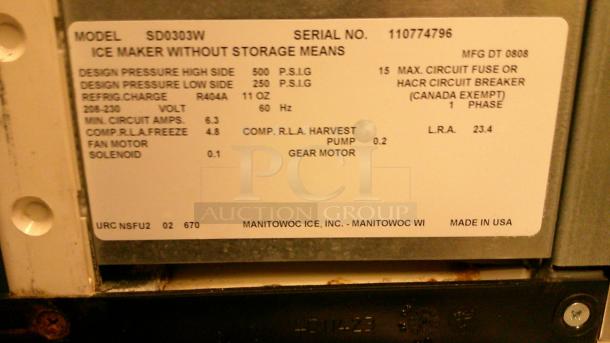 MODEL SD0303W SERIAL NO. 110774796
ICE MAKER WITHOUT STORAGE MEANS MFG DT 0808
DESIGN PRESSURE HIGH SIDE 500 P.S.I.G 15 MAX. CIRCUIT FUSE OR
DESIGN PRESSURE LOW SIDE 250 P.S.I.G HACR CIRCUIT BREAKER
REFRIG.CHARGE R404A 11 OZ (CANADA EXEMPT)
208-230 VOLT 60 Hz 1 PHASE
MIN. CIRCUIT AMPS. 6.3
COMP.R.L.A.FREEZE 4.8 COMP. R.L.A. HARVEST L.R.A. 23.4
FAN MOTOR PUMP 0.2
SOLENOID 0.1 GEAR MOTOR
PCI
AUCTION GROUP
URC NSFU2 02 670 MANITOWOC ICE, INC. - MANITOWOC WI MADE IN USA